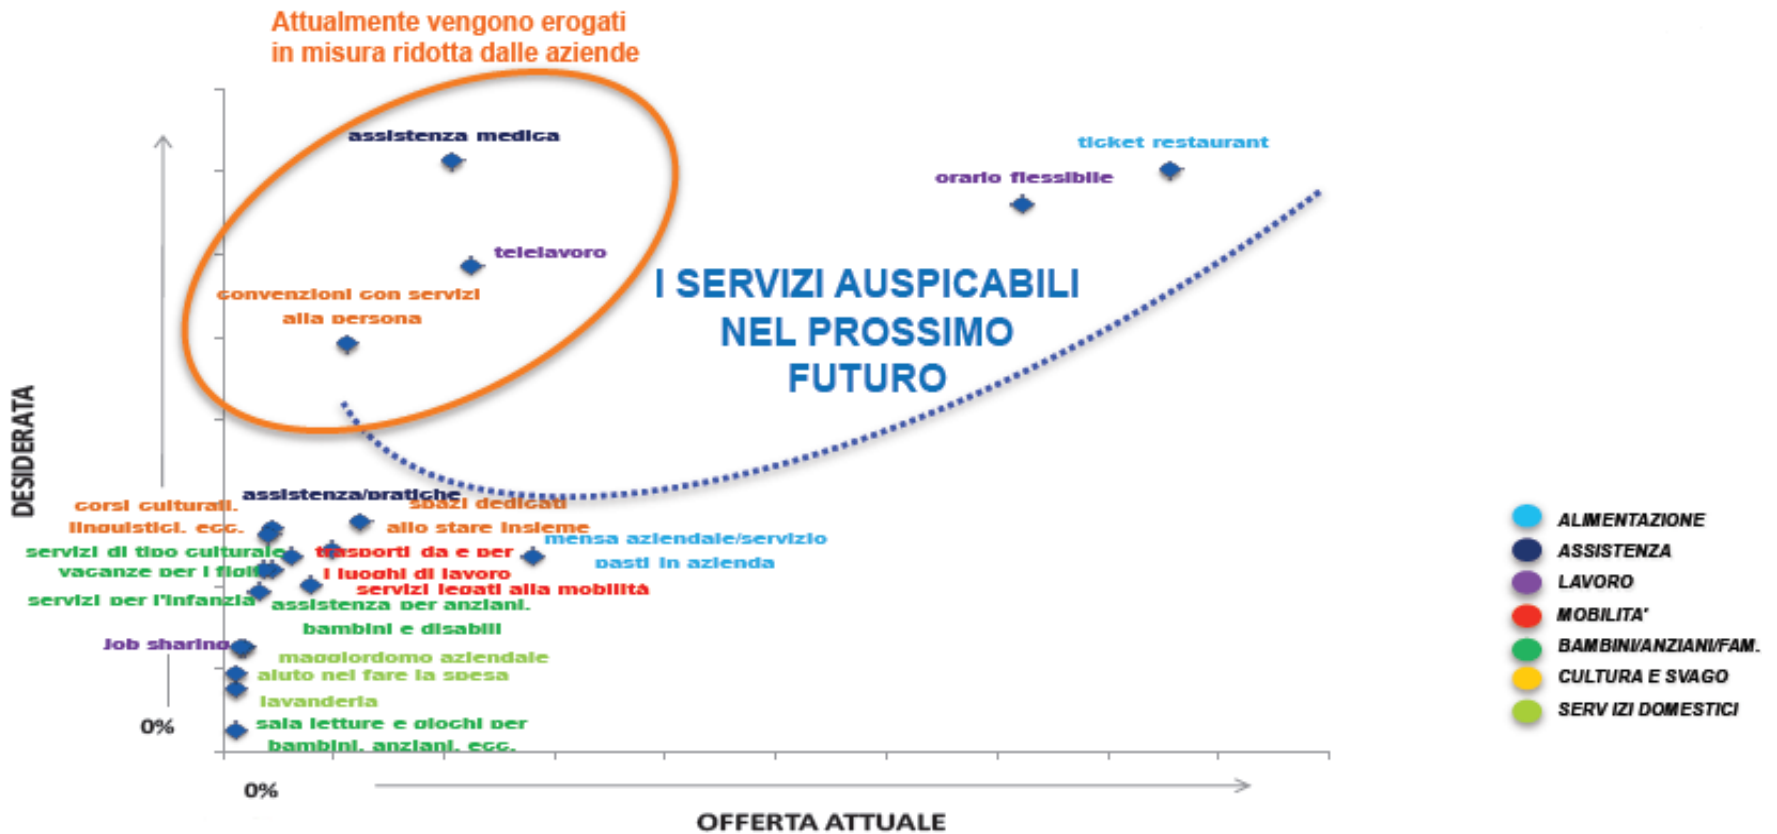 Attualmente vengono erogati
in misura ridotta dalle aziende
assistenza medica
ticket restaurant
orario flessibile
telelavoro
convenzioni con servizi
alla persona
I SERVIZI AUSPICABILI
NEL PROSSIMO
FUTURO
DESIDERATA
assistenza/pratiche
corsi culturali,
linguistici, ecc.
spazi dedicati
allo stare insieme
mensa aziendale/servizio
pasti in azienda
servizi di tipo culturale
trasporti da e per
i luoghi di lavoro
vacanze per i figli
servizi legati alla mobilità
servizi per l'infanzia
assistenza per anziani,
bambini e disabili
Job sharing
maggiordomo aziendale
aiuto nel fare la spesa
lavanderia
sala letture e giochi per
bambini, anziani, ecc.
0%
0%
OFFERTA ATTUALE
ALIMENTAZIONE
ASSISTENZA
LAVORO
MOBILITA'
BAMBINI/ANZIANI/FAM.
CULTURA E SVAGO
SERV IZI DOMESTICI